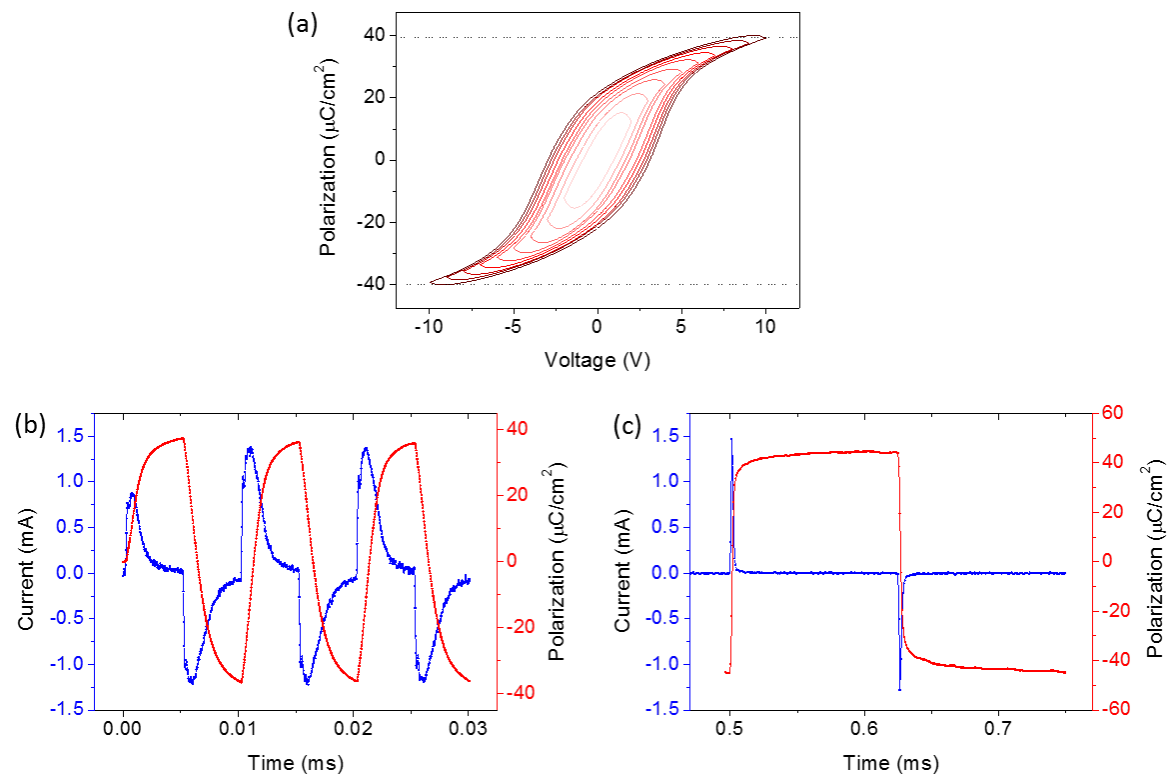 (a)
40
20
0
-20
-40
Polarization (μC/cm²)
-10 -5 0 5 10
Voltage (V)
(b)
1.5
1.0
0.5
0.0
-0.5
-1.0
-1.5
Current (mA)
40
20
0
-20
-40
Polarization (μC/cm²)
0.00 0.01 0.02 0.03
Time (ms)
(c)
1.5
1.0
0.5
0.0
-0.5
-1.0
-1.5
Current (mA)
60
40
20
0
-20
-40
-60
Polarization (μC/cm²)
0.5 0.6 0.7
Time (ms)